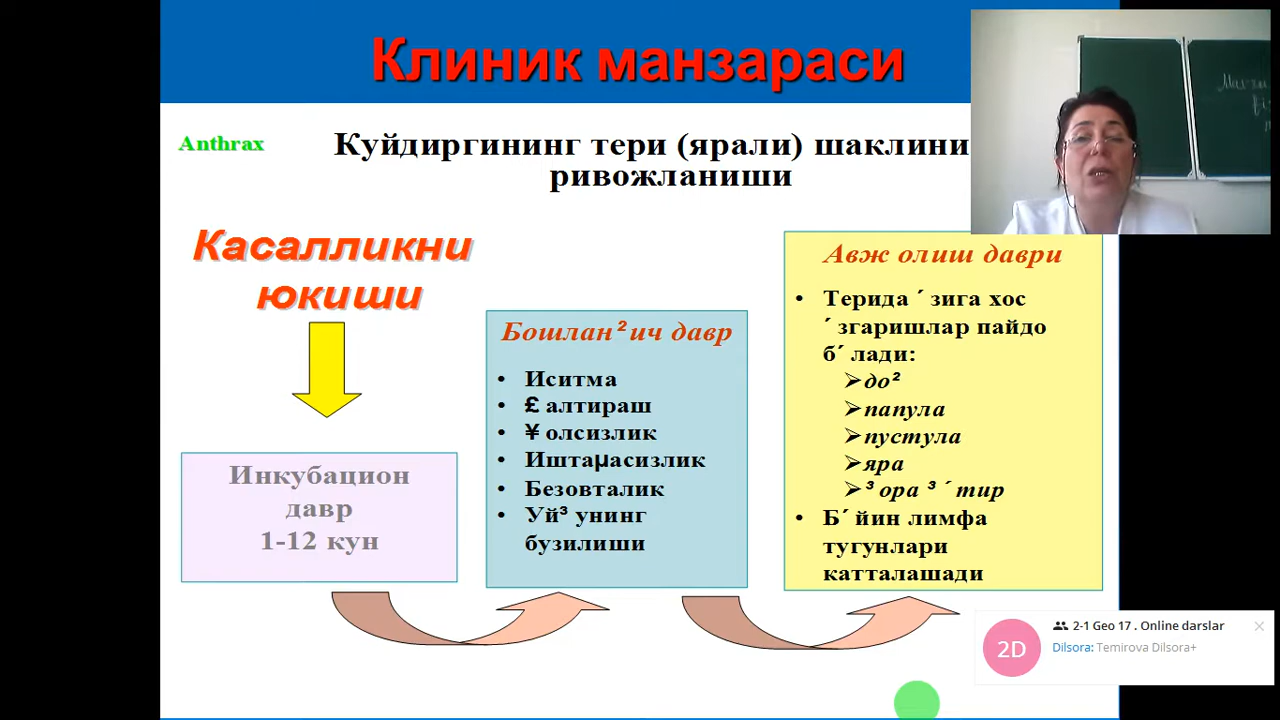 Клиник манзараси
Anthrax
Куйдиргининг тери (ярали) шаклини
ривожланиши
Касалликни
юкиши
Инкубацион
давр
1-12 кун
Бошлан²ич давр
• Иситма
• £ алтираш
• ¥ олсизлик
• Иштаµасизлик
• Безовталик
• Уй³ унинг
бузилиши
Авж олиш даври
• Терида ´ зига хос
´ згаришлар пайдо
б´ лади:
➢до²
➢папула
➢пустула
➢яра
➢³ ора ³ ´ тир
• Б´ йин лимфа
тугунлари
катталашади
2-1 Geo 17 . Online darslar
2D
Dilsora: Temirova Dilsora+